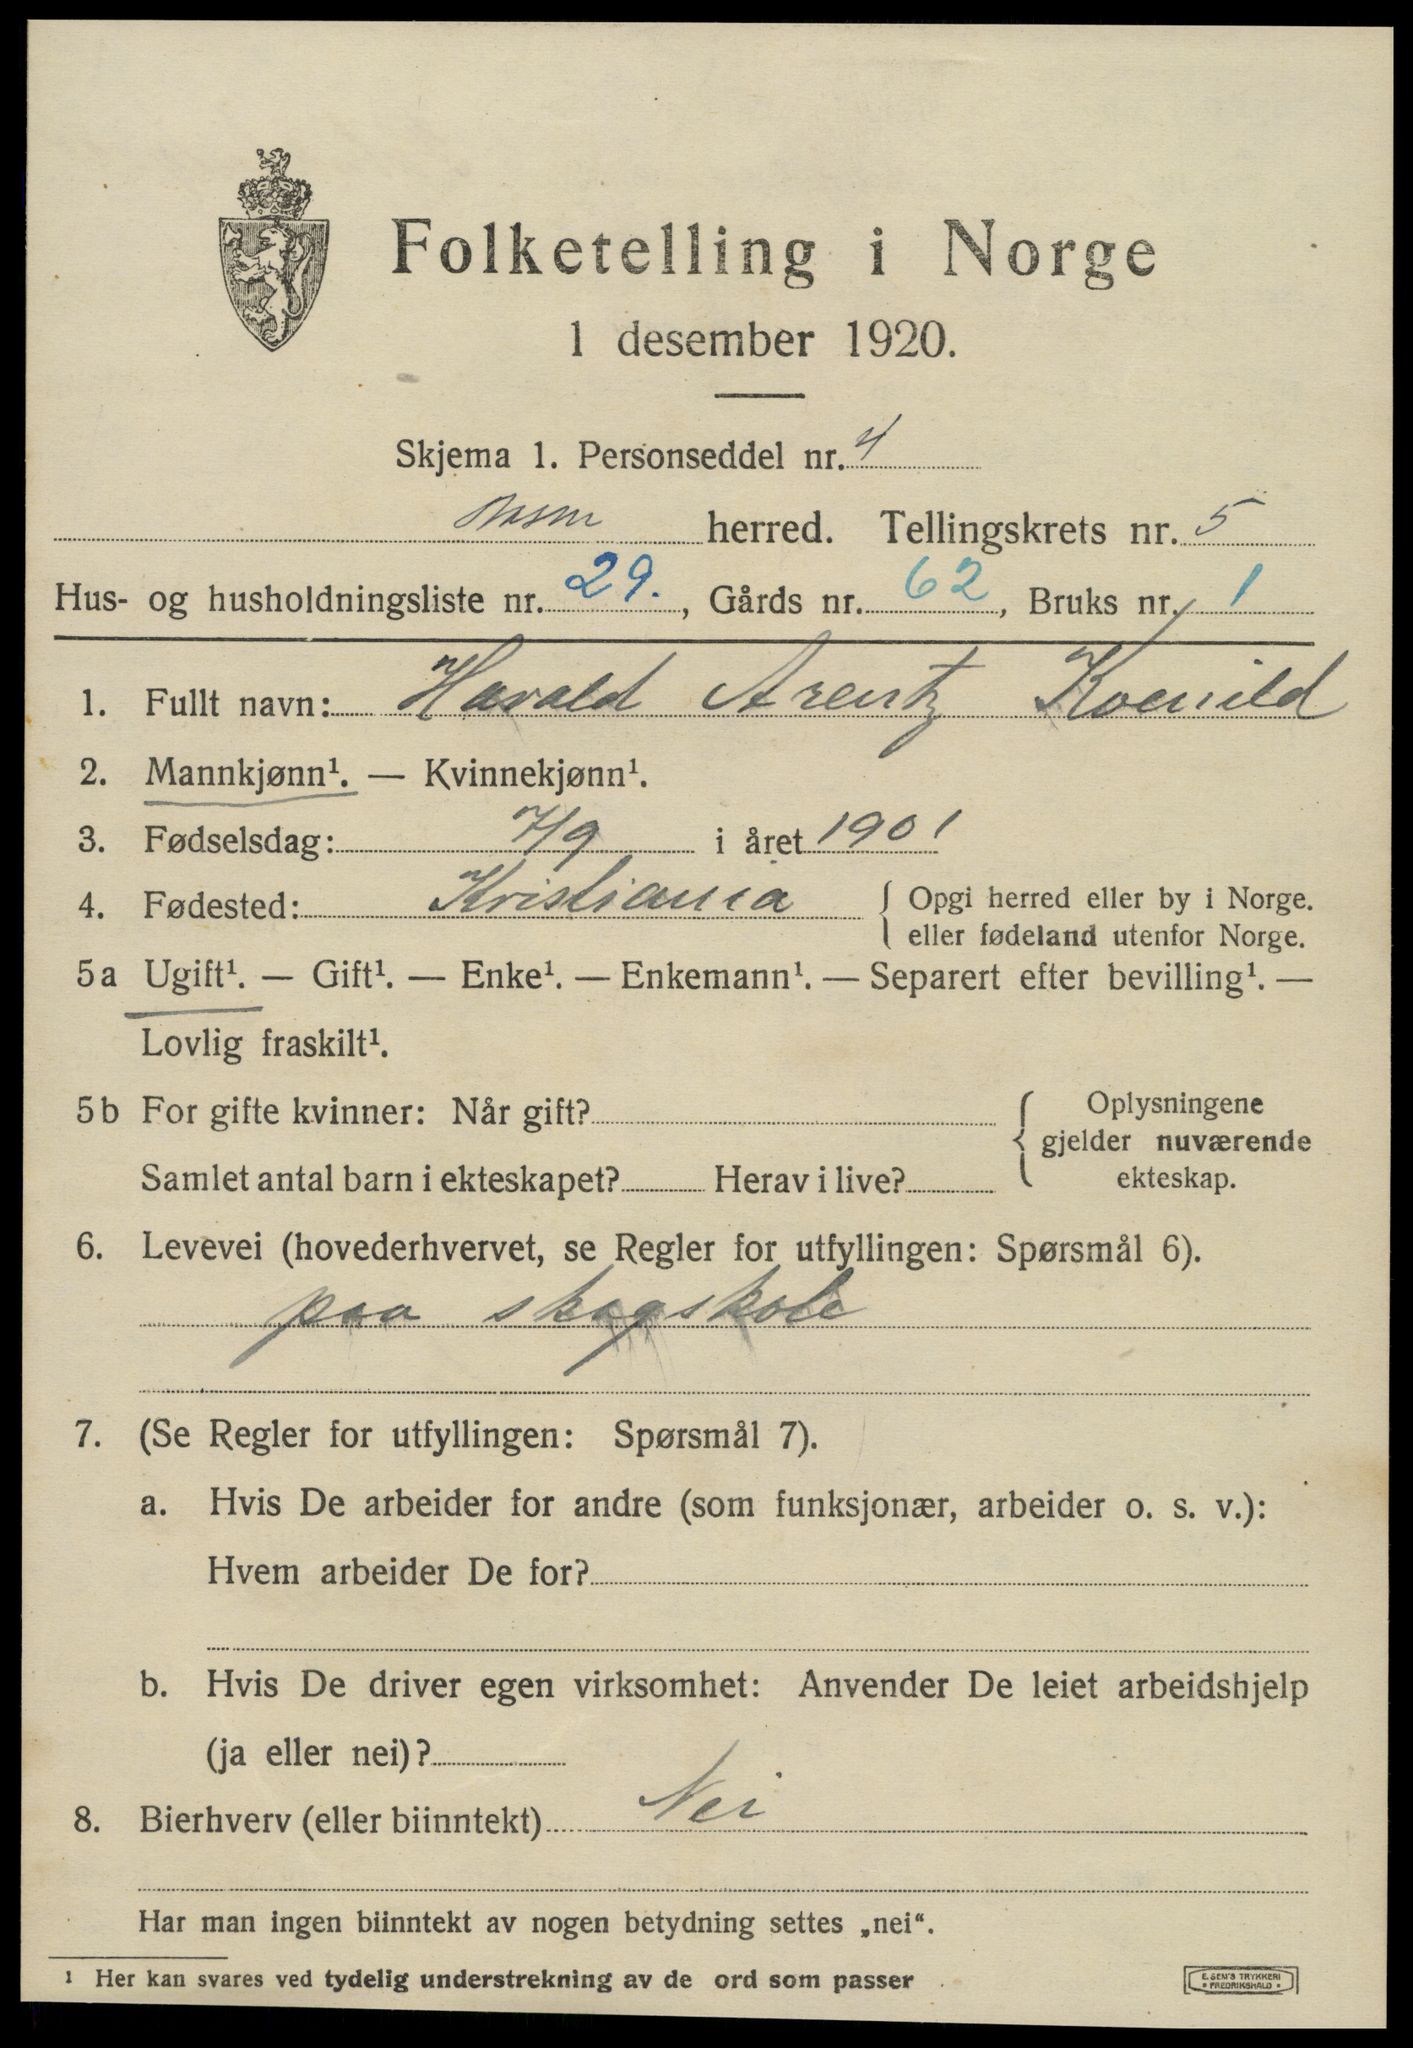 Folketelling i Norge
1 desember 1920.
Skjema 1. Personseddel nr. 4
herred. Tellingskrets nr. 5
Hus- og husholdningsliste nr. 29., Gårds nr. 62, Bruks nr. 1
1. Fullt navn: Harald Arentz Koenild
2. Mannkjønn¹. — Kvinnekjønn¹.
3. Fødselsdag: 7/9 i året 1901
4. Fødested: Kristiania { Opgi herred eller by i Norge.
eller fødeland utenfor Norge.
5a Ugift¹. — Gift¹. — Enke¹. — Enkemann¹. — Separert efter bevilling¹. —
Lovlig fraskilt¹.
5b For gifte kvinner: Når gift?
Samlet antal barn i ekteskapet? Herav i live?
{ Oplysningene
gjelder nuværende
ekteskap.
6. Levevei (hovederhvervet, se Regler for utfyllingen: Spørsmål 6).
paa skogskole
7. (Se Regler for utfyllingen: Spørsmål 7).
a. Hvis De arbeider for andre (som funksjonær, arbeider o. s. v.):
Hvem arbeider De for?
b. Hvis De driver egen virksomhet: Anvender De leiet arbeidshjelp
(ja eller nei)?
8. Bierhverv (eller biinntekt) Nei
Har man ingen biinntekt av nogen betydning settes „nei".
¹ Her kan svares ved tydelig understrekning av de ord som passer
E. SEM'S TRYKKERI
FREDRIKSHALD